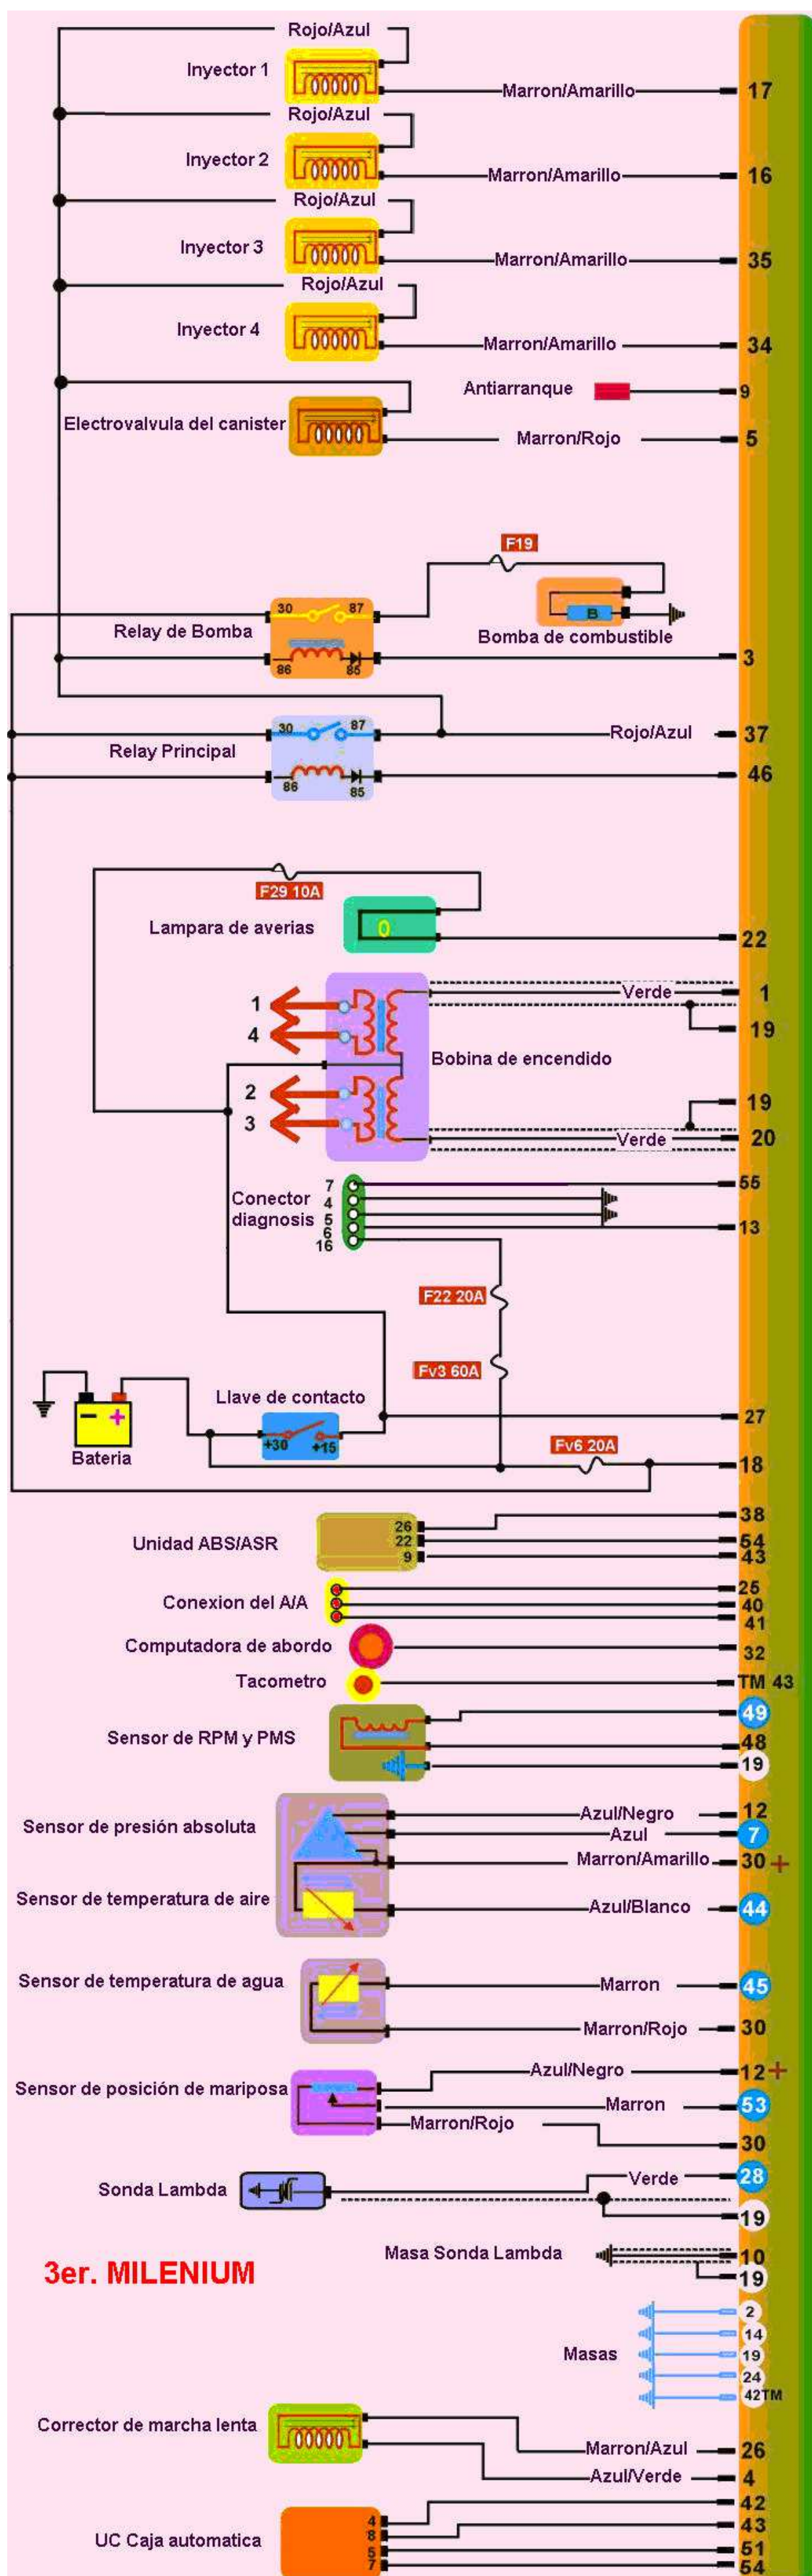 Rojo/Azul
Inyector 1
Marron/Amarillo 17
Rojo/Azul
Inyector 2
Marron/Amarillo 16
Rojo/Azul
Inyector 3
Marron/Amarillo 35
Rojo/Azul
Inyector 4
Marron/Amarillo 34
Antiarranque 9
Electrovalvula del canister
Marron/Rojo 5
F19
30 87
B
Relay de Bomba
Bomba de combustible
86 85
3
30 87
Rojo/Azul 37
Relay Principal
86 85
46
F29 10A
Lampara de averias
0
22
Verde 1
1
4
19
Bobina de encendido
2
3
19
Verde 20
7 55
Conector
diagnosis
4
5
6 13
16
F22 20A
Fv3 60A
Llave de contacto
27
- +
+30 +15
Bateria
Fv6 20A
18
38
26
Unidad ABS/ASR
22 54
9 43
25
Conexion del A/A 40
41
Computadora de abordo 32
Tacometro TM 43
49
Sensor de RPM y PMS
48
19
Azul/Negro 12
Sensor de presión absoluta
Azul 7
Marron/Amarillo 30 +
Sensor de temperatura de aire
Azul/Blanco 44
Sensor de temperatura de agua
Marron 45
Marron/Rojo 30
Azul/Negro 12 +
Sensor de posición de mariposa
Marron 53
Marron/Rojo
30
Verde 28
Sonda Lambda
19
Masa Sonda Lambda 10
3er. MILENIUM
19
2
14
Masas 19
24
42TM
Corrector de marcha lenta
Marron/Azul 26
Azul/Verde 4
42
4
8 43
UC Caja automatica
5 51
7 54